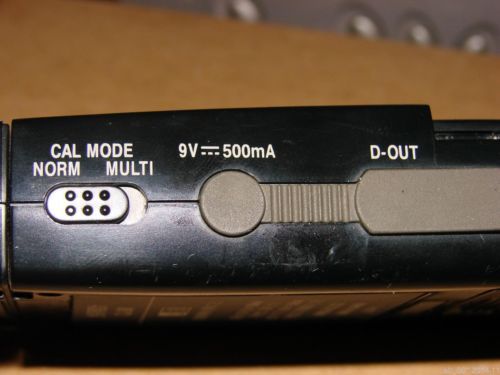 CAL MODE
NORM MULTI
9V⎓500mA
D-OUT